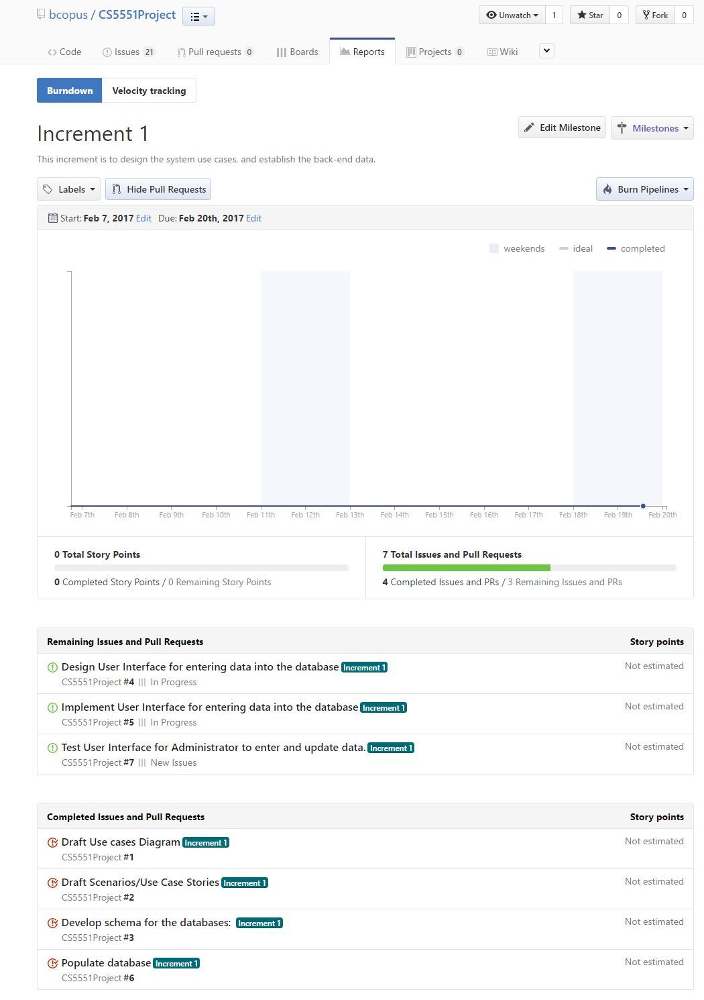 bcopus / CS5551Project
Unwatch 1 Star 0 Fork 0
Code Issues 21 Pull requests 0 Boards Reports Projects 0 Wiki
Burndown Velocity tracking
Increment 1
Edit Milestone Milestones
This increment is to design the system use cases, and establish the back-end data.
Labels Hide Pull Requests Burn Pipelines
Start: Feb 7, 2017 Edit Due: Feb 20th, 2017 Edit
weekends ideal completed
Feb 7th Feb 8th Feb 9th Feb 10th Feb 11th Feb 12th Feb 13th Feb 14th Feb 15th Feb 16th Feb 17th Feb 18th Feb 19th Feb 20th
0 Total Story Points
0 Completed Story Points / 0 Remaining Story Points
7 Total Issues and Pull Requests
4 Completed Issues and PRs / 3 Remaining Issues and PRs
Remaining Issues and Pull Requests Story points
Design User Interface for entering data into the database Increment 1 Not estimated
CS5551Project #4 In Progress
Implement User Interface for entering data into the database Increment 1 Not estimated
CS5551Project #5 In Progress
Test User Interface for Administrator to enter and update data. Increment 1 Not estimated
CS5551Project #7 New Issues
Completed Issues and Pull Requests Story points
Draft Use cases Diagram Increment 1 Not estimated
CS5551Project #1
Draft Scenarios/Use Case Stories Increment 1 Not estimated
CS5551Project #2
Develop schema for the databases: Increment 1 Not estimated
CS5551Project #3
Populate database Increment 1 Not estimated
CS5551Project #6